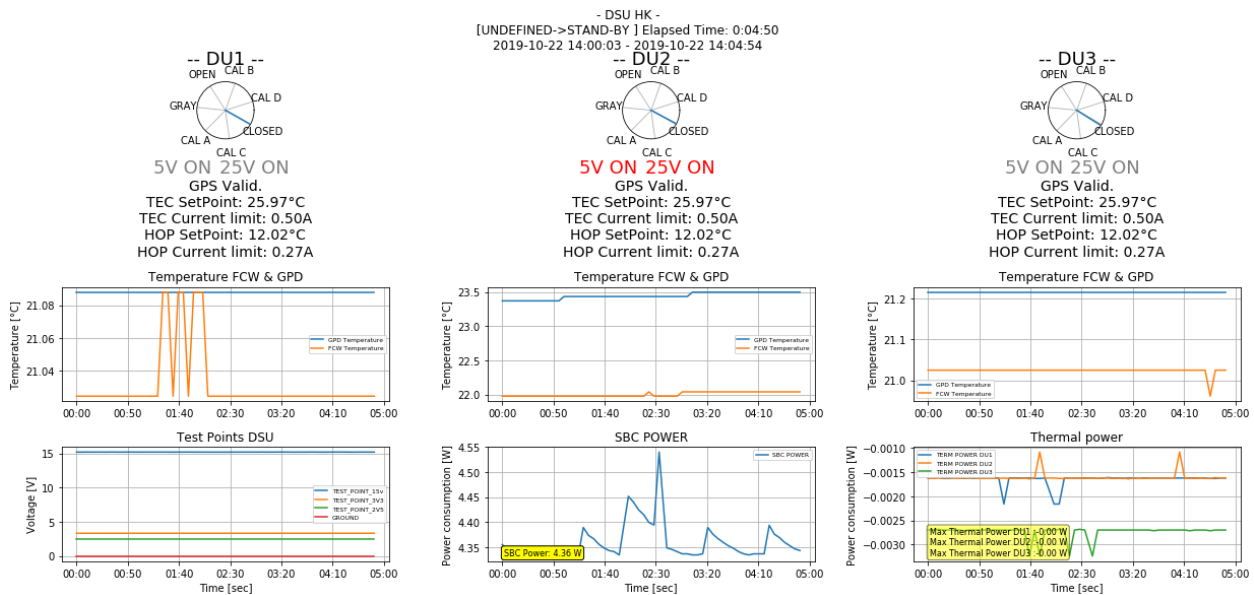 - DSU HK -
[UNDEFINED->STAND-BY ] Elapsed Time: 0:04:50
2019-10-22 14:00:03 - 2019-10-22 14:04:54
-- DU1 --
OPEN
CAL B
CAL D
GRAY
CLOSED
CAL A
CAL C
5V ON 25V ON
GPS Valid.
TEC SetPoint: 25.97°C
TEC Current limit: 0.50A
HOP SetPoint: 12.02°C
HOP Current limit: 0.27A
-- DU2 --
OPEN
CAL B
CAL D
GRAY
CLOSED
CAL A
CAL C
5V ON 25V ON
GPS Valid.
TEC SetPoint: 25.97°C
TEC Current limit: 0.50A
HOP SetPoint: 12.02°C
HOP Current limit: 0.27A
-- DU3 --
OPEN
CAL B
CAL D
GRAY
CLOSED
CAL A
CAL C
5V ON 25V ON
GPS Valid.
TEC SetPoint: 25.97°C
TEC Current limit: 0.50A
HOP SetPoint: 12.02°C
HOP Current limit: 0.27A
Temperature FCW & GPD
Temperature [°C]
21.08
21.06
21.04
GPD Temperature
FCW Temperature
00:00 00:50 01:40 02:30 03:20 04:10 05:00
Temperature FCW & GPD
Temperature [°C]
23.5
23.0
22.5
22.0
GPD Temperature
FCW Temperature
00:00 00:50 01:40 02:30 03:20 04:10 05:00
Temperature FCW & GPD
Temperature [°C]
21.2
21.1
21.0
GPD Temperature
FCW Temperature
00:00 00:50 01:40 02:30 03:20 04:10 05:00
Test Points DSU
Voltage [V]
15
10
5
0
TEST_POINT_15v
TEST_POINT_3V3
TEST_POINT_2V5
GROUND
00:00 00:50 01:40 02:30 03:20 04:10 05:00
Time [sec]
SBC POWER
Power consumption [W]
4.55
4.50
4.45
4.40
4.35
SBC POWER
SBC Power: 4.36 W
00:00 00:50 01:40 02:30 03:20 04:10 05:00
Time [sec]
Thermal power
Power consumption [W]
−0.0010
−0.0015
−0.0020
−0.0025
−0.0030
TERM POWER DU1
TERM POWER DU2
TERM POWER DU3
Max Thermal Power DU1 : -0.00 W
Max Thermal Power DU2 : -0.00 W
Max Thermal Power DU3 : -0.00 W
00:00 00:50 01:40 02:30 03:20 04:10 05:00
Time [sec]